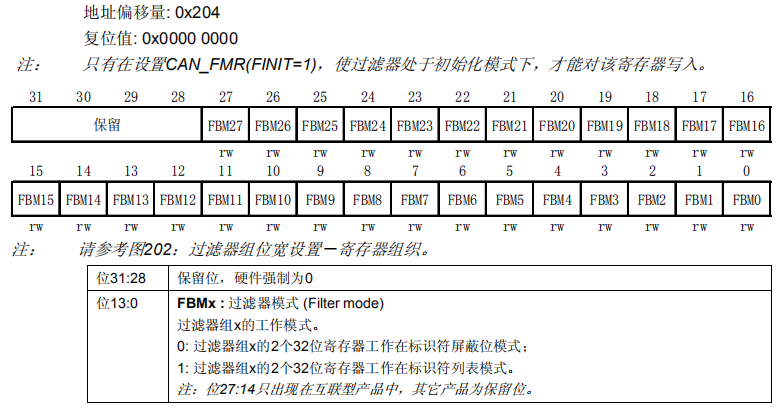 地址偏移量: 0x204
复位值: 0x0000 0000
注： 只有在设置CAN_FMR(FINIT=1)，使过滤器处于初始化模式下，才能对该寄存器写入。
31 30 29 28 27 26 25 24 23 22 21 20 19 18 17 16
保留 FBM27 FBM26 FBM25 FBM24 FBM23 FBM22 FBM21 FBM20 FBM19 FBM18 FBM17 FBM16
rw rw rw rw rw rw rw rw rw rw rw rw
15 14 13 12 11 10 9 8 7 6 5 4 3 2 1 0
FBM15 FBM14 FBM13 FBM12 FBM11 FBM10 FBM9 FBM8 FBM7 FBM6 FBM5 FBM4 FBM3 FBM2 FBM1 FBM0
rw rw rw rw rw rw rw rw rw rw rw rw rw rw rw rw
注： 请参考图202：过滤器组位宽设置－寄存器组织。
位31:28 保留位，硬件强制为0
位13:0 FBMx : 过滤器模式 (Filter mode)
过滤器组x的工作模式。
0: 过滤器组x的2个32位寄存器工作在标识符屏蔽位模式；
1: 过滤器组x的2个32位寄存器工作在标识符列表模式。
注：位27:14只出现在互联型产品中，其它产品为保留位。